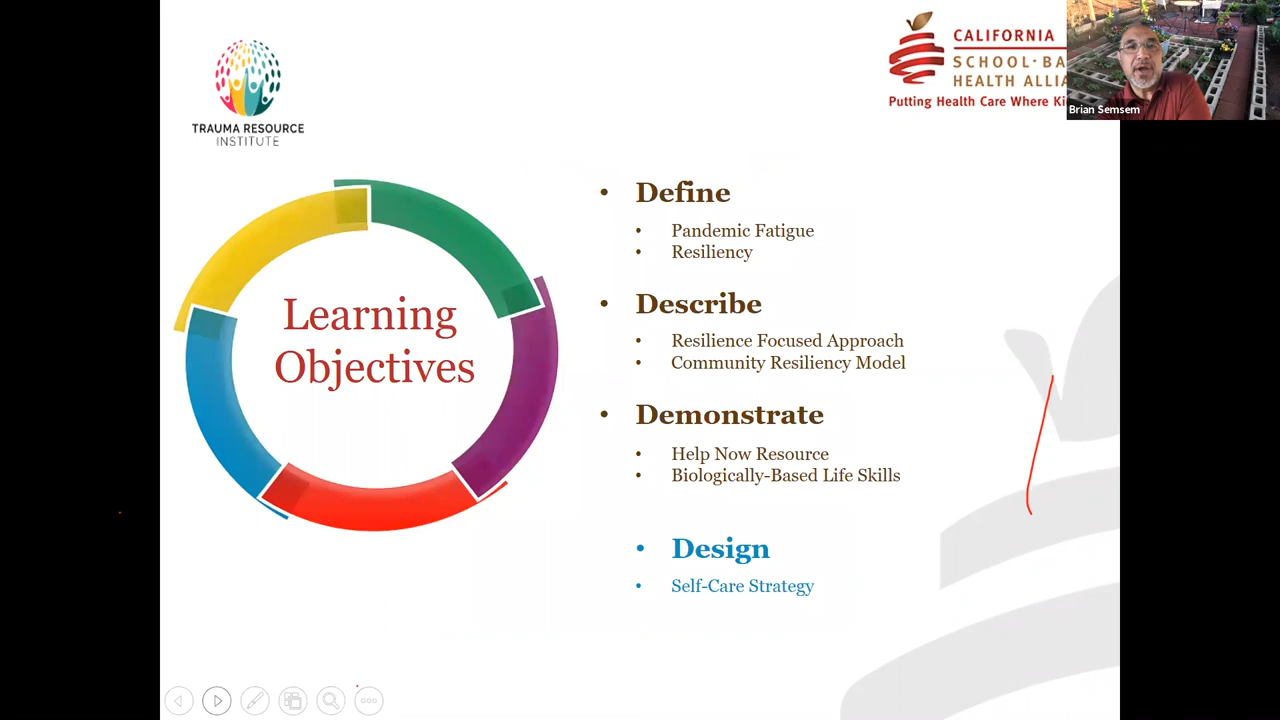 TRAUMA RESOURCE
INSTITUTE
CALIFORNIA
SCHOOL·BA
HEALTH ALLIA
Putting Health Care Where Ki
Brian Semsem
Learning
Objectives
• Define
• Pandemic Fatigue
• Resiliency
• Describe
• Resilience Focused Approach
• Community Resiliency Model
• Demonstrate
• Help Now Resource
• Biologically-Based Life Skills
• Design
• Self-Care Strategy